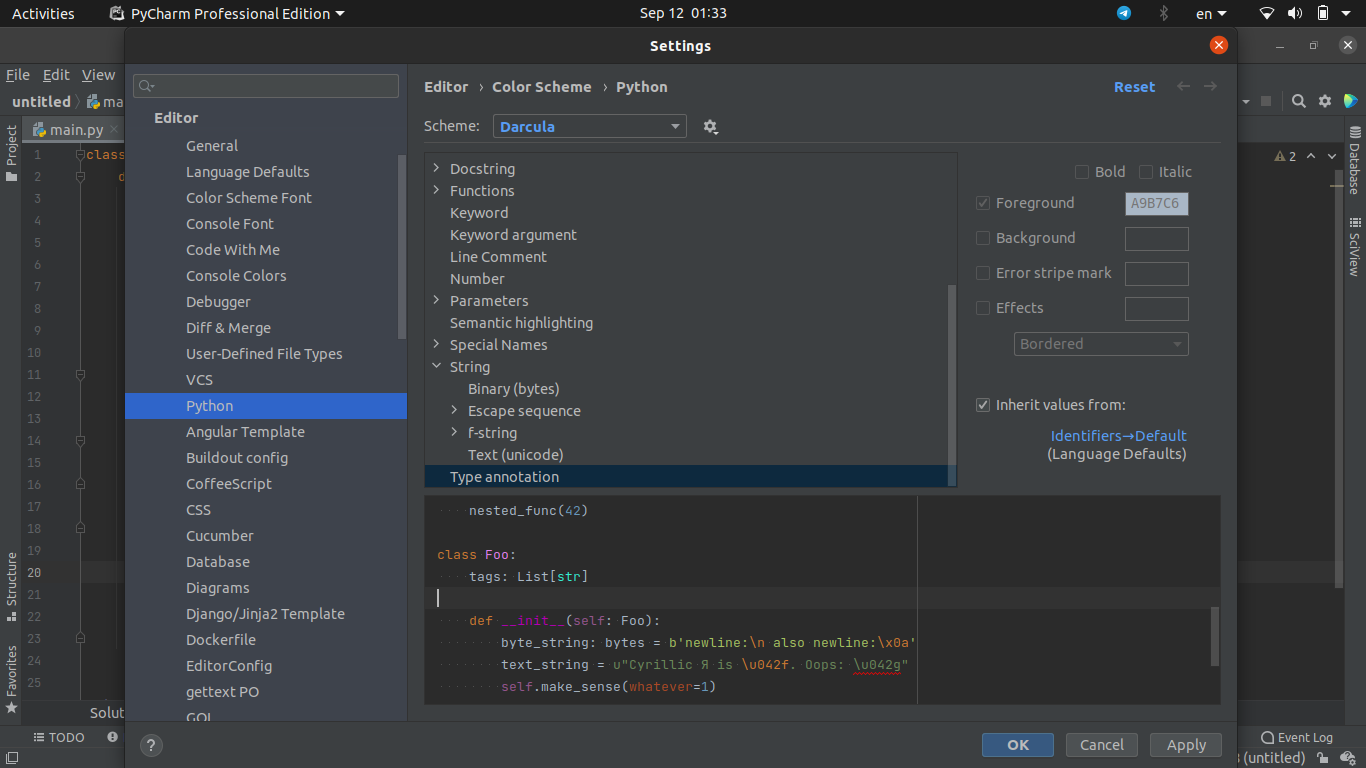 Activities
PyCharm Professional Edition
Sep 12 01:33
en
Settings
File Edit View
untitled
ma
main.py
Project
Structure
Favorites
1
2
3
4
5
6
7
8
9
10
11
12
13
14
15
16
17
18
19
20
21
22
23
24
25
class
d
Solut
TODO
Editor
General
Language Defaults
Color Scheme Font
Console Font
Code With Me
Console Colors
Debugger
Diff & Merge
User-Defined File Types
VCS
Python
Angular Template
Buildout config
CoffeeScript
CSS
Cucumber
Database
Diagrams
Django/Jinja2 Template
Dockerfile
EditorConfig
gettext PO
GQL
?
Editor › Color Scheme › Python
Reset
Scheme: Darcula
Docstring
Functions
Keyword
Keyword argument
Line Comment
Number
Parameters
Semantic highlighting
Special Names
String
Binary (bytes)
Escape sequence
f-string
Text (unicode)
Type annotation
Bold Italic
Foreground A9B7C6
Background
Error stripe mark
Effects
Bordered
Inherit values from:
Identifiers→Default
(Language Defaults)
nested_func(42)
class Foo:
tags: List[str]
def __init__(self: Foo):
byte_string: bytes = b'newline:\n also newline:\x0a'
text_string = u"Cyrillic Я is \u042f. Oops: \u042g"
self.make_sense(whatever=1)
OK
Cancel
Apply
2
Database
SciView
Event Log
(untitled)